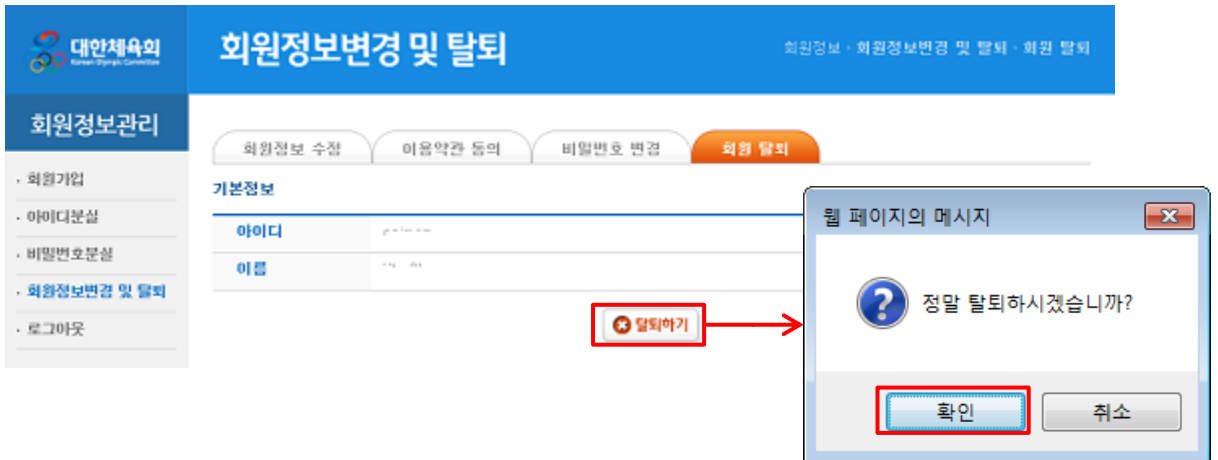 대한체육회
Korean Olympic Committee
회원정보변경 및 탈퇴
회원정보 · 회원정보변경 및 탈퇴 · 회원 탈퇴
회원정보관리
· 회원가입
· 아이디분실
· 비밀번호분실
· 회원정보변경 및 탈퇴
· 로그아웃
회원정보 수정
이용약관 동의
비밀번호 변경
회원 탈퇴
기본정보
아이디
이름
탈퇴하기
웹 페이지의 메시지
정말 탈퇴하시겠습니까?
확인
취소